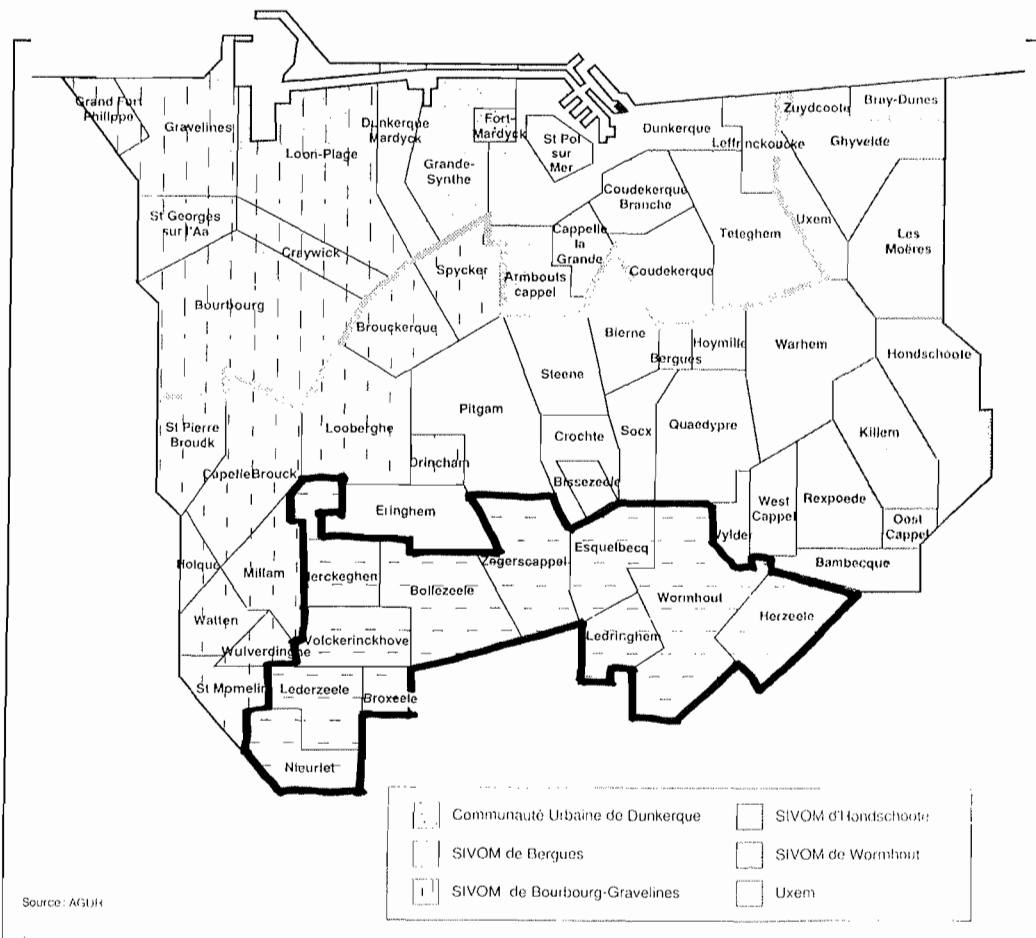 Grand Fort
Philippe
Gravelines
Loon-Plage
Dunkerque
Mardyck
Grande-
Synthe
Fort-
Mardyck
St Pol
sur
Mer
Dunkerque
Leffrinckoucke
Zuydcoote
Bray-Dunes
Ghyvelde
St Georges
sur l'Aa
Craywick
Bourbourg
Spycker
Brouckerque
Armbouts
cappel
Cappelle
la
Grande
Coudekerque
Branche
Coudekerque
Teteghem
Uxem
Les
Moëres
Bierne
Bergues
Hoymille
Warhem
Hondschoote
Steene
Pitgam
Looberghe
Drincham
St Pierre
Brouck
Capelle Brouck
Crochte
Bissezeele
Socx
Quaedypre
Killem
West
Cappel
Rexpoede
Oost
Cappel
Bambecque
Wylder
Eringhem
Zegerscappel
Esquelbecq
Wormhout
Herzeele
Ledringhem
Holque
Millam
Merckeghem
Bollezeele
Watten
Wulverdinghe
Volckerinckhove
St Momelin
Lederzeele
Broxeele
Nieurlet
Communauté Urbaine de Dunkerque
SIVOM de Bergues
SIVOM de Bourbourg-Gravelines
SIVOM d'Hondschoote
SIVOM de Wormhout
Uxem
Source: AGUR